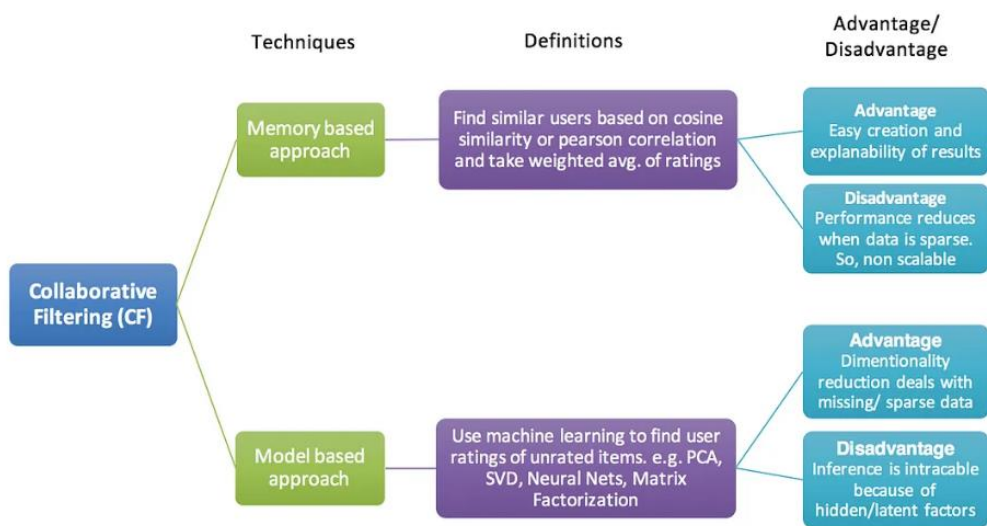 Techniques
Definitions
Advantage/
Disadvantage
Collaborative
Filtering (CF)
Memory based
approach
Find similar users based on cosine
similarity or pearson correlation
and take weighted avg. of ratings
Advantage
Easy creation and
explanability of results
Disadvantage
Performance reduces
when data is sparse.
So, non scalable
Model based
approach
Use machine learning to find user
ratings of unrated items. e.g. PCA,
SVD, Neural Nets, Matrix
Factorization
Advantage
Dimentionality
reduction deals with
missing/ sparse data
Disadvantage
Inference is intracable
because of
hidden/latent factors